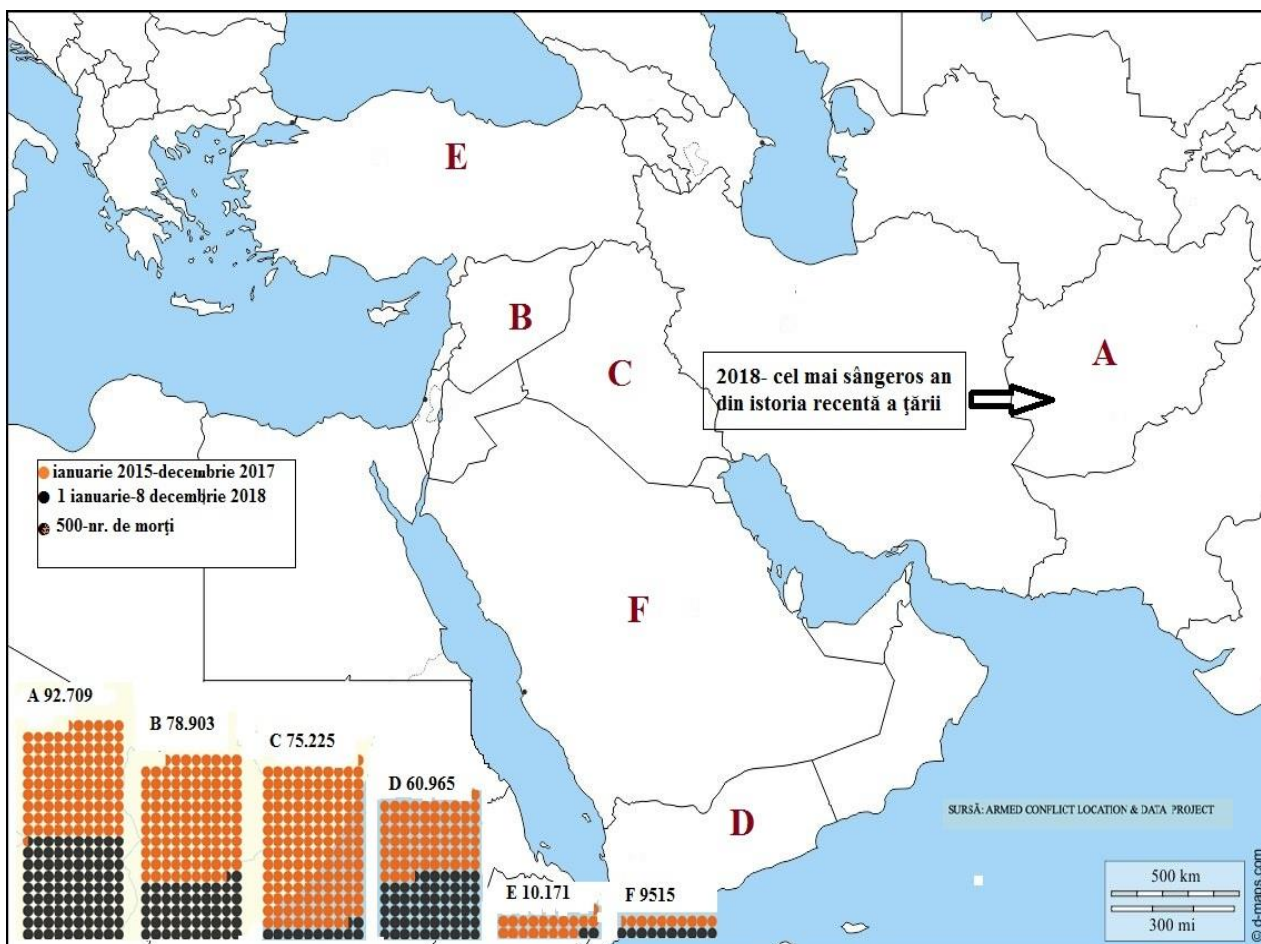 E
B
A
C
2018- cel mai sângeros an
din istoria recentă a ţării
ianuarie 2015-decembrie 2017
1 ianuarie-8 decembrie 2018
500-nr. de morţi
F
A 92.709
B 78.903
C 75.225
D 60.965
E 10.171
F 9515
D
SURSĂ: ARMED CONFLICT LOCATION & DATA PROJECT
500 km
300 mi
© d-maps.com